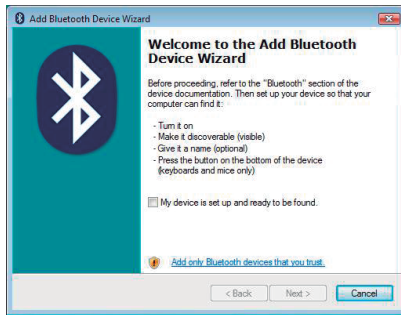 Add Bluetooth Device Wizard
Welcome to the Add Bluetooth
Device Wizard
Before proceeding, refer to the "Bluetooth" section of the
device documentation. Then set up your device so that your
computer can find it:
- Turn it on
- Make it discoverable (visible)
- Give it a name (optional)
- Press the button on the bottom of the device
(keyboards and mice only)
My device is set up and ready to be found.
Add only Bluetooth devices that you trust.
< Back Next > Cancel